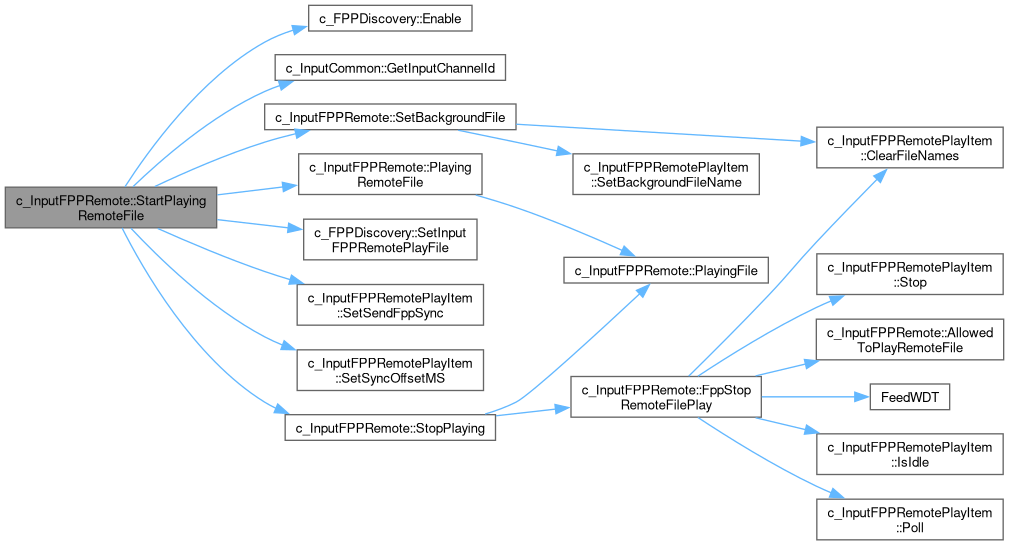 c_FPPDiscovery::Enable
c_InputCommon::GetInputChannelId
c_InputFPPRemote::SetBackgroundFile
c_InputFPPRemotePlayItem
::ClearFileNames
c_InputFPPRemote::Playing
RemoteFile
c_InputFPPRemotePlayItem
::SetBackgroundFileName
c_InputFPPRemote::StartPlaying
RemoteFile
c_FPPDiscovery::SetInput
FPPRemotePlayFile
c_InputFPPRemote::PlayingFile
c_InputFPPRemotePlayItem
::Stop
c_InputFPPRemotePlayItem
::SetSendFppSync
c_InputFPPRemote::Allowed
ToPlayRemoteFile
c_InputFPPRemotePlayItem
::SetSyncOffsetMS
c_InputFPPRemote::FppStop
RemoteFilePlay
FeedWDT
c_InputFPPRemote::StopPlaying
c_InputFPPRemotePlayItem
::IsIdle
c_InputFPPRemotePlayItem
::Poll